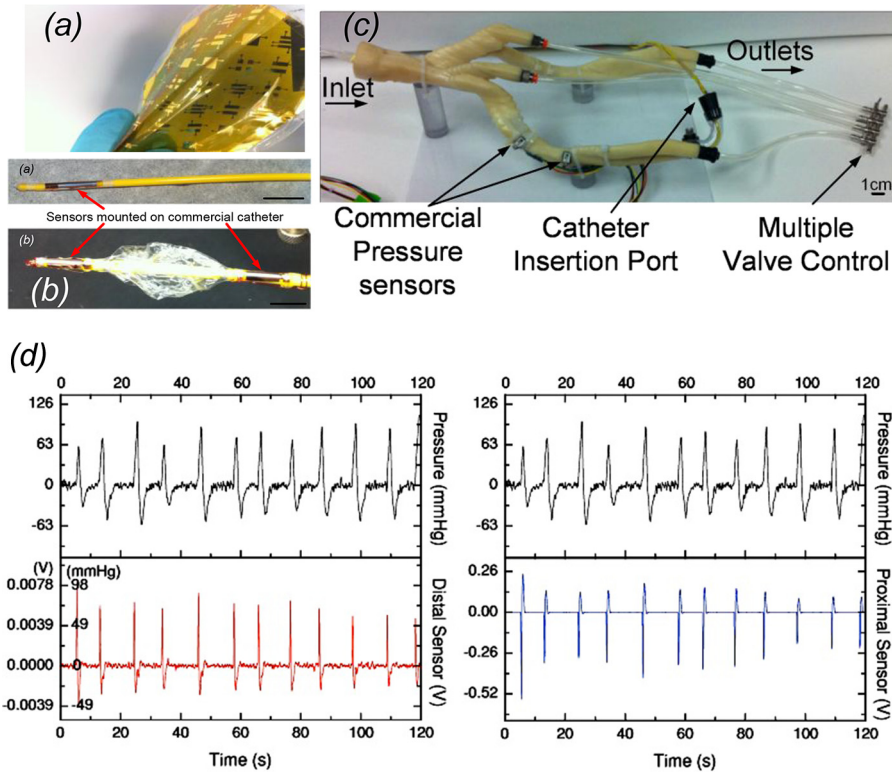 (a)
(a)
Sensors mounted on commercial catheter
(b)
(b)
(c)
Inlet
Outlets
1cm
Commercial
Pressure
sensors
Catheter
Insertion Port
Multiple
Valve Control
(d)
0 20 40 60 80 100 120
126
63
0
-63
Pressure (mmHg)
(V) (mmHg)
0.0078 98
0.0039 49
0.0000 0
-0.0039 -49
Distal Sensor (V)
0 20 40 60 80 100 120
Time (s)
0 20 40 60 80 100 120
126
63
0
-63
Pressure (mmHg)
0.26
0.00
-0.26
-0.52
Proximal Sensor (V)
0 20 40 60 80 100 120
Time (s)